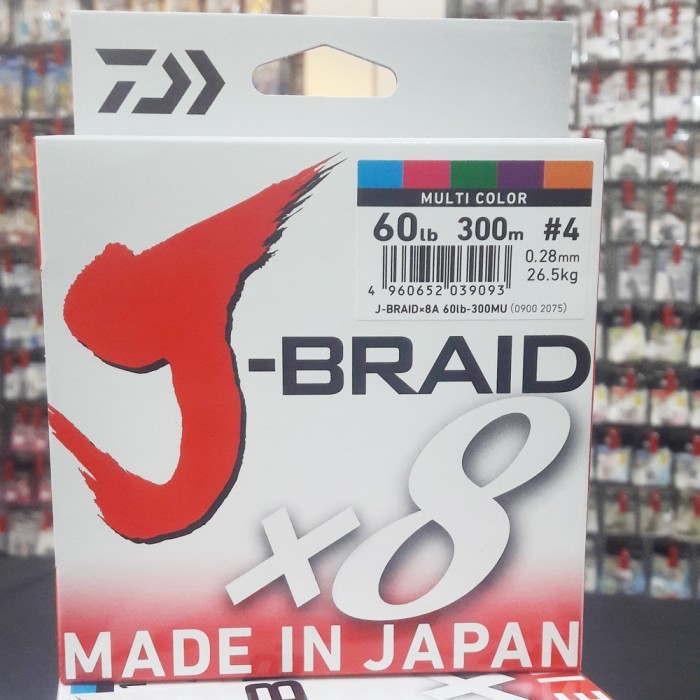 MULTI COLOR
60lb 300m #4
0.28mm
26.5kg
4 960652 039093
J-BRAID×8A 60lb-300MU (0900 2075)
J-BRAID
×8
MADE IN JAPAN